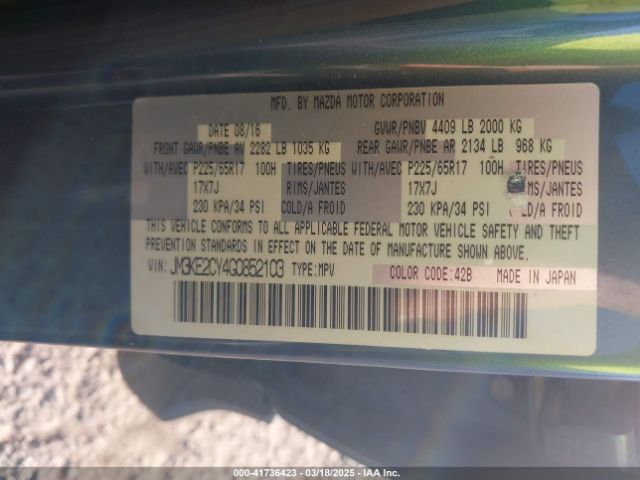 MFD. BY MAZDA MOTOR CORPORATION
DATE 08/16 GVWR/PNBV 4409 LB 2000 KG
FRONT GAWR/PNBE AV 2282 LB 1035 KG REAR GAWR/PNBE AR 2134 LB 968 KG
WITH/AVEC P225/65R17 100H TIRES/PNEUS WITH/AVEC P225/65R17 100H TIRES/PNEUS
17X7J RIMS/JANTES 17X7J MS/JANTES
230 KPA/34 PSI COLD/A FROID 230 KPA/34 PSI COLD/A FROID
THIS VEHICLE CONFORMS TO ALL APPLICABLE FEDERAL MOTOR VEHICLE SAFETY AND THEFT
PREVENTION STANDARDS IN EFFECT ON THE DATE OF MANUFACTURE SHOWN ABOVE.
VIN: JM3KE2CY4G0852103 TYPE: MPV COLOR CODE: 42B MADE IN JAPAN
000-41736423 - 03/18/2025 - IAA Inc.